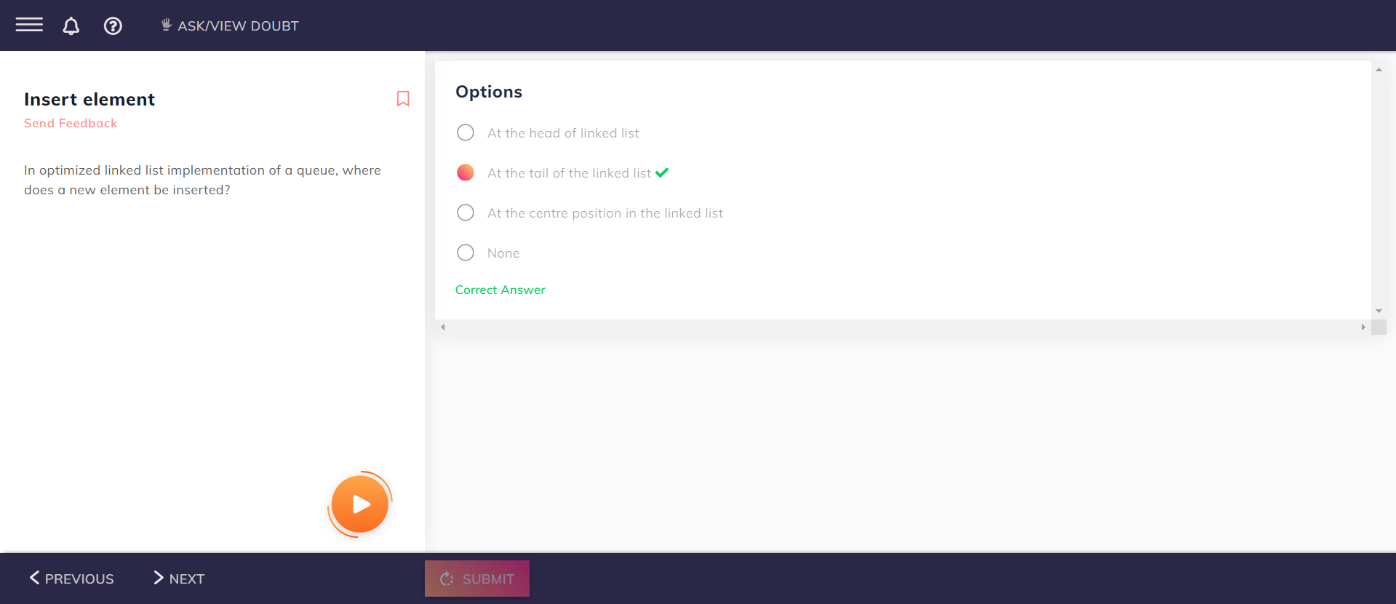 ASK/VIEW DOUBT
Insert element
Send Feedback
In optimized linked list implementation of a queue, where
does a new element be inserted?
Options
At the head of linked list
At the tail of the linked list
At the centre position in the linked list
None
Correct Answer
PREVIOUS
NEXT
SUBMIT